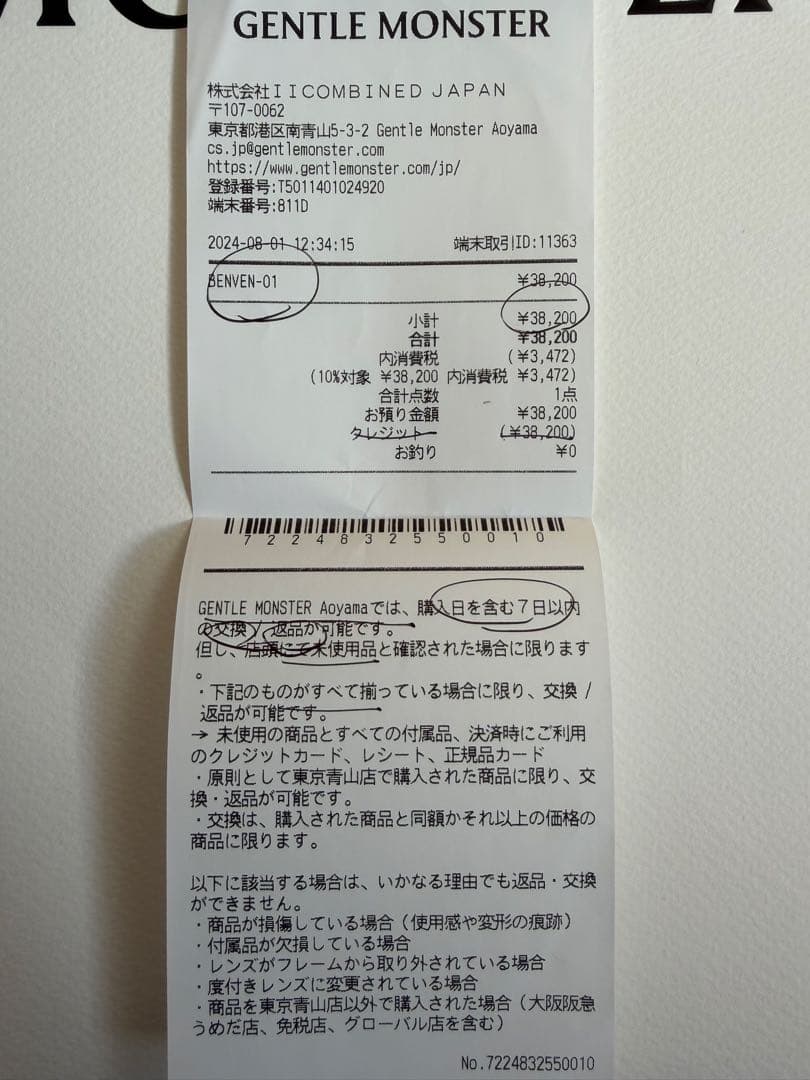 GENTLE MONSTER
株式会社IICOMBINED JAPAN
〒107-0062
東京都港区南青山5-3-2 Gentle Monster Aoyama
cs.jp@gentlemonster.com
https://www.gentlemonster.com/jp/
登録番号:T5011401024920
端末番号:811D
2024-08-01 12:34:15 端末取引ID:11363
BENVEN-01 ¥38,200
小計 ¥38,200
合計 ¥38,200
内消費税 (¥3,472)
(10%対象 ¥38,200 内消費税 ¥3,472)
合計点数 1点
お預り金額 ¥38,200
クレジット (¥38,200)
お釣り ¥0
7224832550010
GENTLE MONSTER Aoyamaでは、購入日を含む7日以内
の交換 / 返品が可能です。
但し、店頭にて未使用品と確認された場合に限ります
。
・下記のものがすべて揃っている場合に限り、交換 /
返品が可能です。
→ 未使用の商品とすべての付属品、決済時にご利用
のクレジットカード、レシート、正規品カード
・原則として東京青山店で購入された商品に限り、交
換・返品が可能です。
・交換は、購入された商品と同額かそれ以上の価格の
商品に限ります。
以下に該当する場合は、いかなる理由でも返品・交換
ができません。
・商品が損傷している場合（使用感や変形の痕跡）
・付属品が欠損している場合
・レンズがフレームから取り外されている場合
・度付きレンズに変更されている場合
・商品を東京青山店以外で購入された場合（大阪阪急
うめだ店、免税店、グローバル店を含む）
No.7224832550010